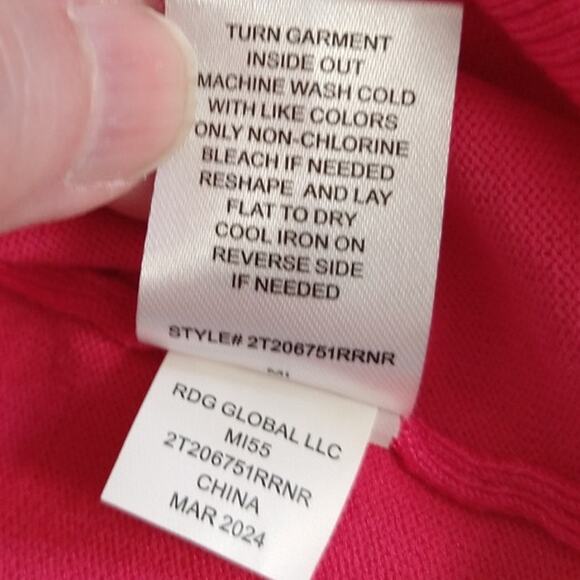 TURN GARMENT
INSIDE OUT
MACHINE WASH COLD
WITH LIKE COLORS
ONLY NON-CHLORINE
BLEACH IF NEEDED
RESHAPE AND LAY
FLAT TO DRY
COOL IRON ON
REVERSE SIDE
IF NEEDED
STYLE# 2T206751RRNR
RDG GLOBAL LLC
MI55
2T206751RRNR
CHINA
MAR 2024